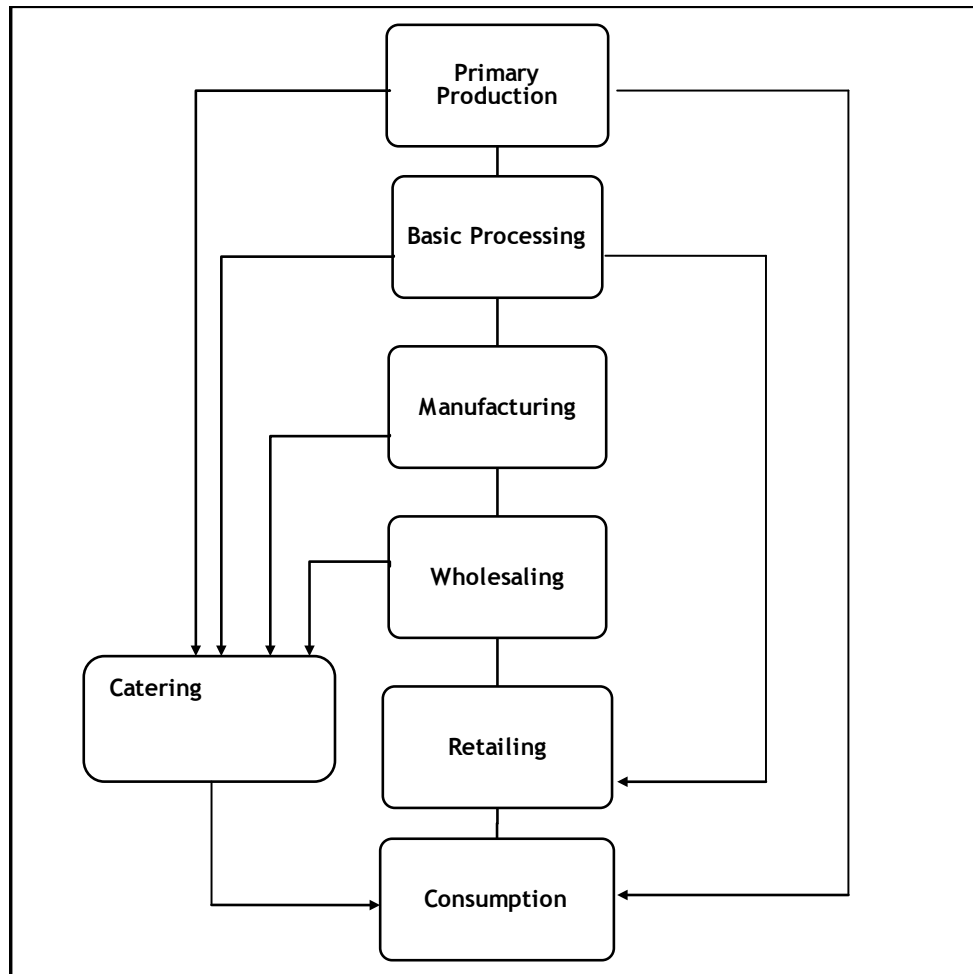 Primary
Production
Basic Processing
Manufacturing
Wholesaling
Catering
Retailing
Consumption